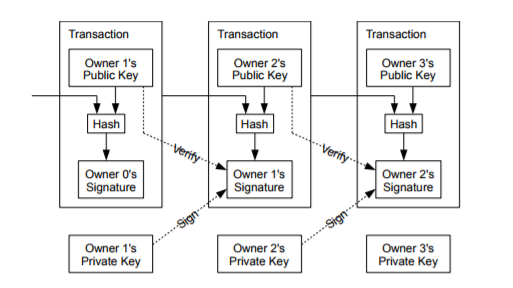 Transaction
Transaction
Transaction
Owner 1's
Public Key
Owner 2's
Public Key
Owner 3's
Public Key
Hash
Hash
Hash
Verify
Verify
Owner 0's
Signature
Owner 1's
Signature
Owner 2's
Signature
Sign
Sign
Owner 1's
Private Key
Owner 2's
Private Key
Owner 3's
Private Key